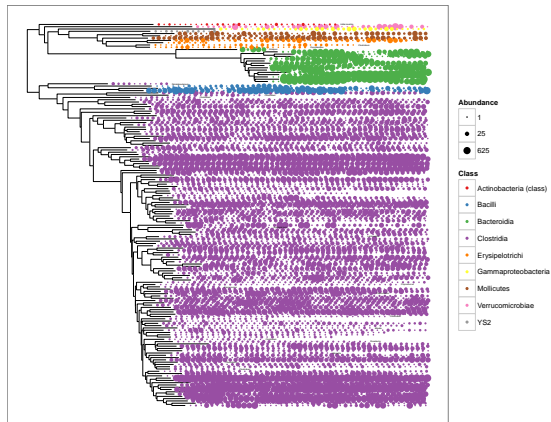 Abundance
1
25
625
Class
Actinobacteria (class)
Bacilli
Bacteroidia
Clostridia
Erysipelotrichi
Gammaproteobacteria
Mollicutes
Verrucomicrobiae
YS2